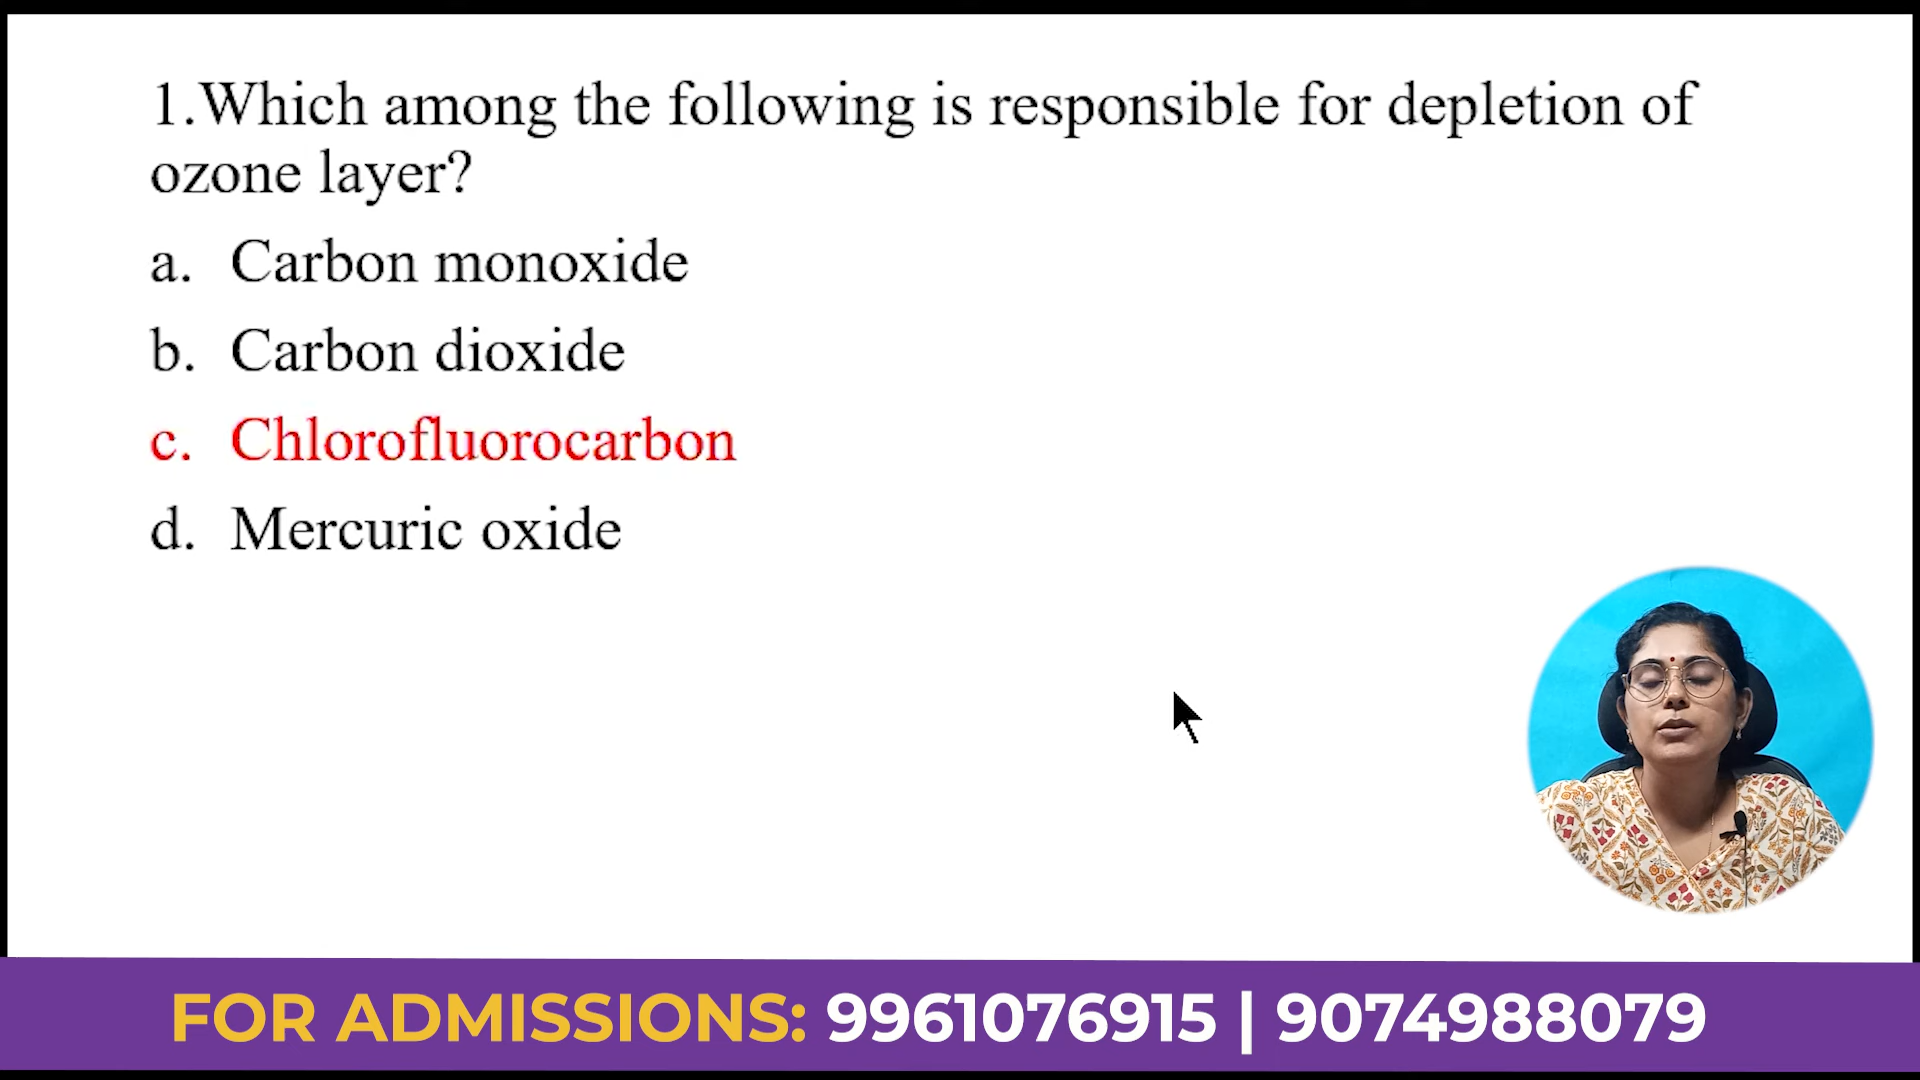 1.Which among the following is responsible for depletion of
ozone layer?
a. Carbon monoxide
b. Carbon dioxide
c. Chlorofluorocarbon
d. Mercuric oxide
FOR ADMISSIONS: 9961076915 | 9074988079